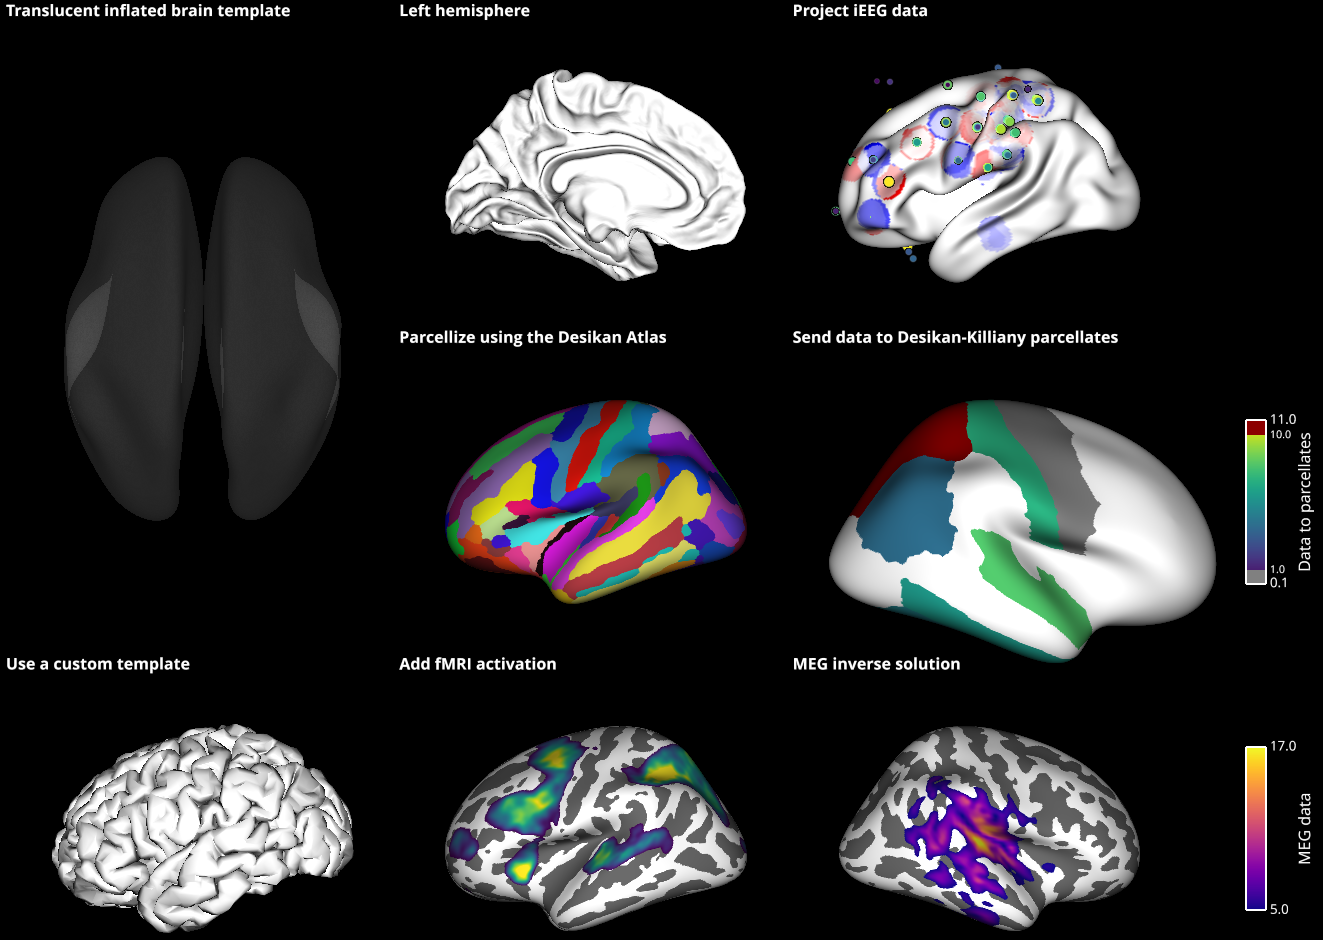 Translucent inflated brain template
Left hemisphere
Project iEEG data
Parcellize using the Desikan Atlas
Send data to Desikan-Killiany parcellates
11.0
10.0
1.0
0.1
Data to parcellates
Use a custom template
Add fMRI activation
MEG inverse solution
17.0
5.0
MEG data